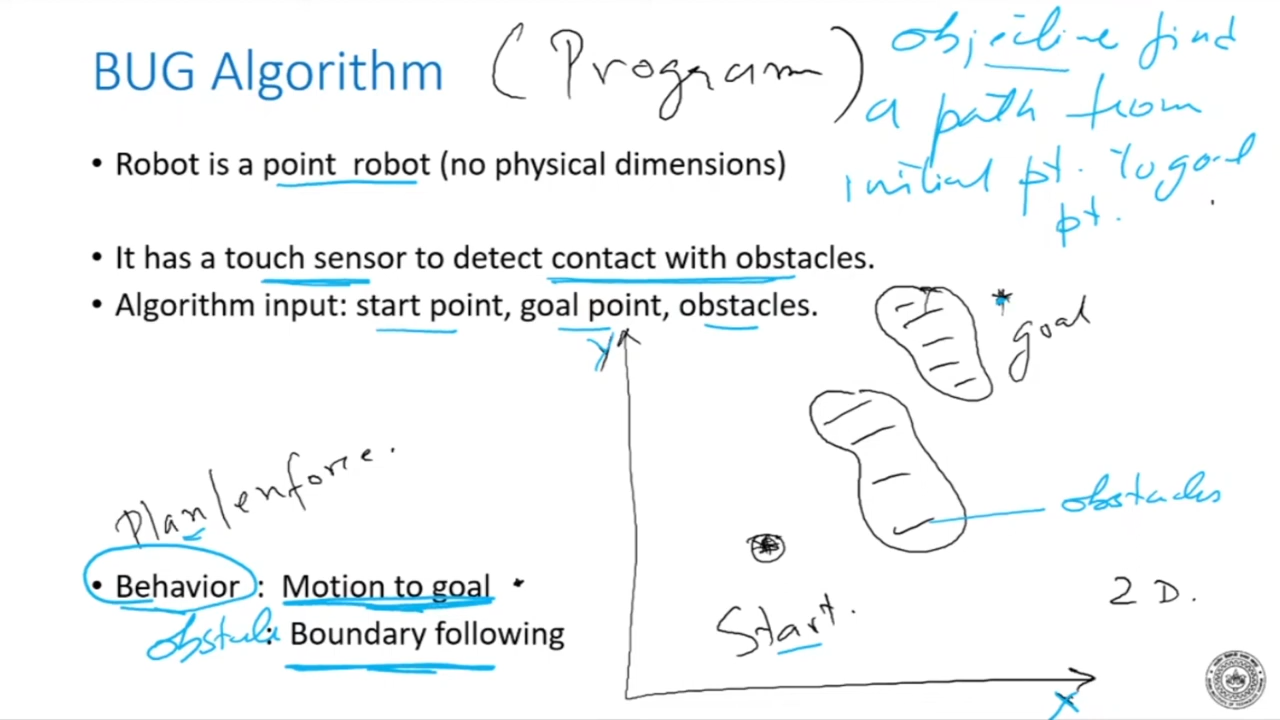 BUG Algorithm (Program)
objective find
a path from
initial pt. to goal
pt.
• Robot is a point robot (no physical dimensions)
• It has a touch sensor to detect contact with obstacles.
• Algorithm input: start point, goal point, obstacles.
Y
goal
Plan/enforce.
obstacles
• Behavior : Motion to goal
obstacle : Boundary following
Start.
2D.
X